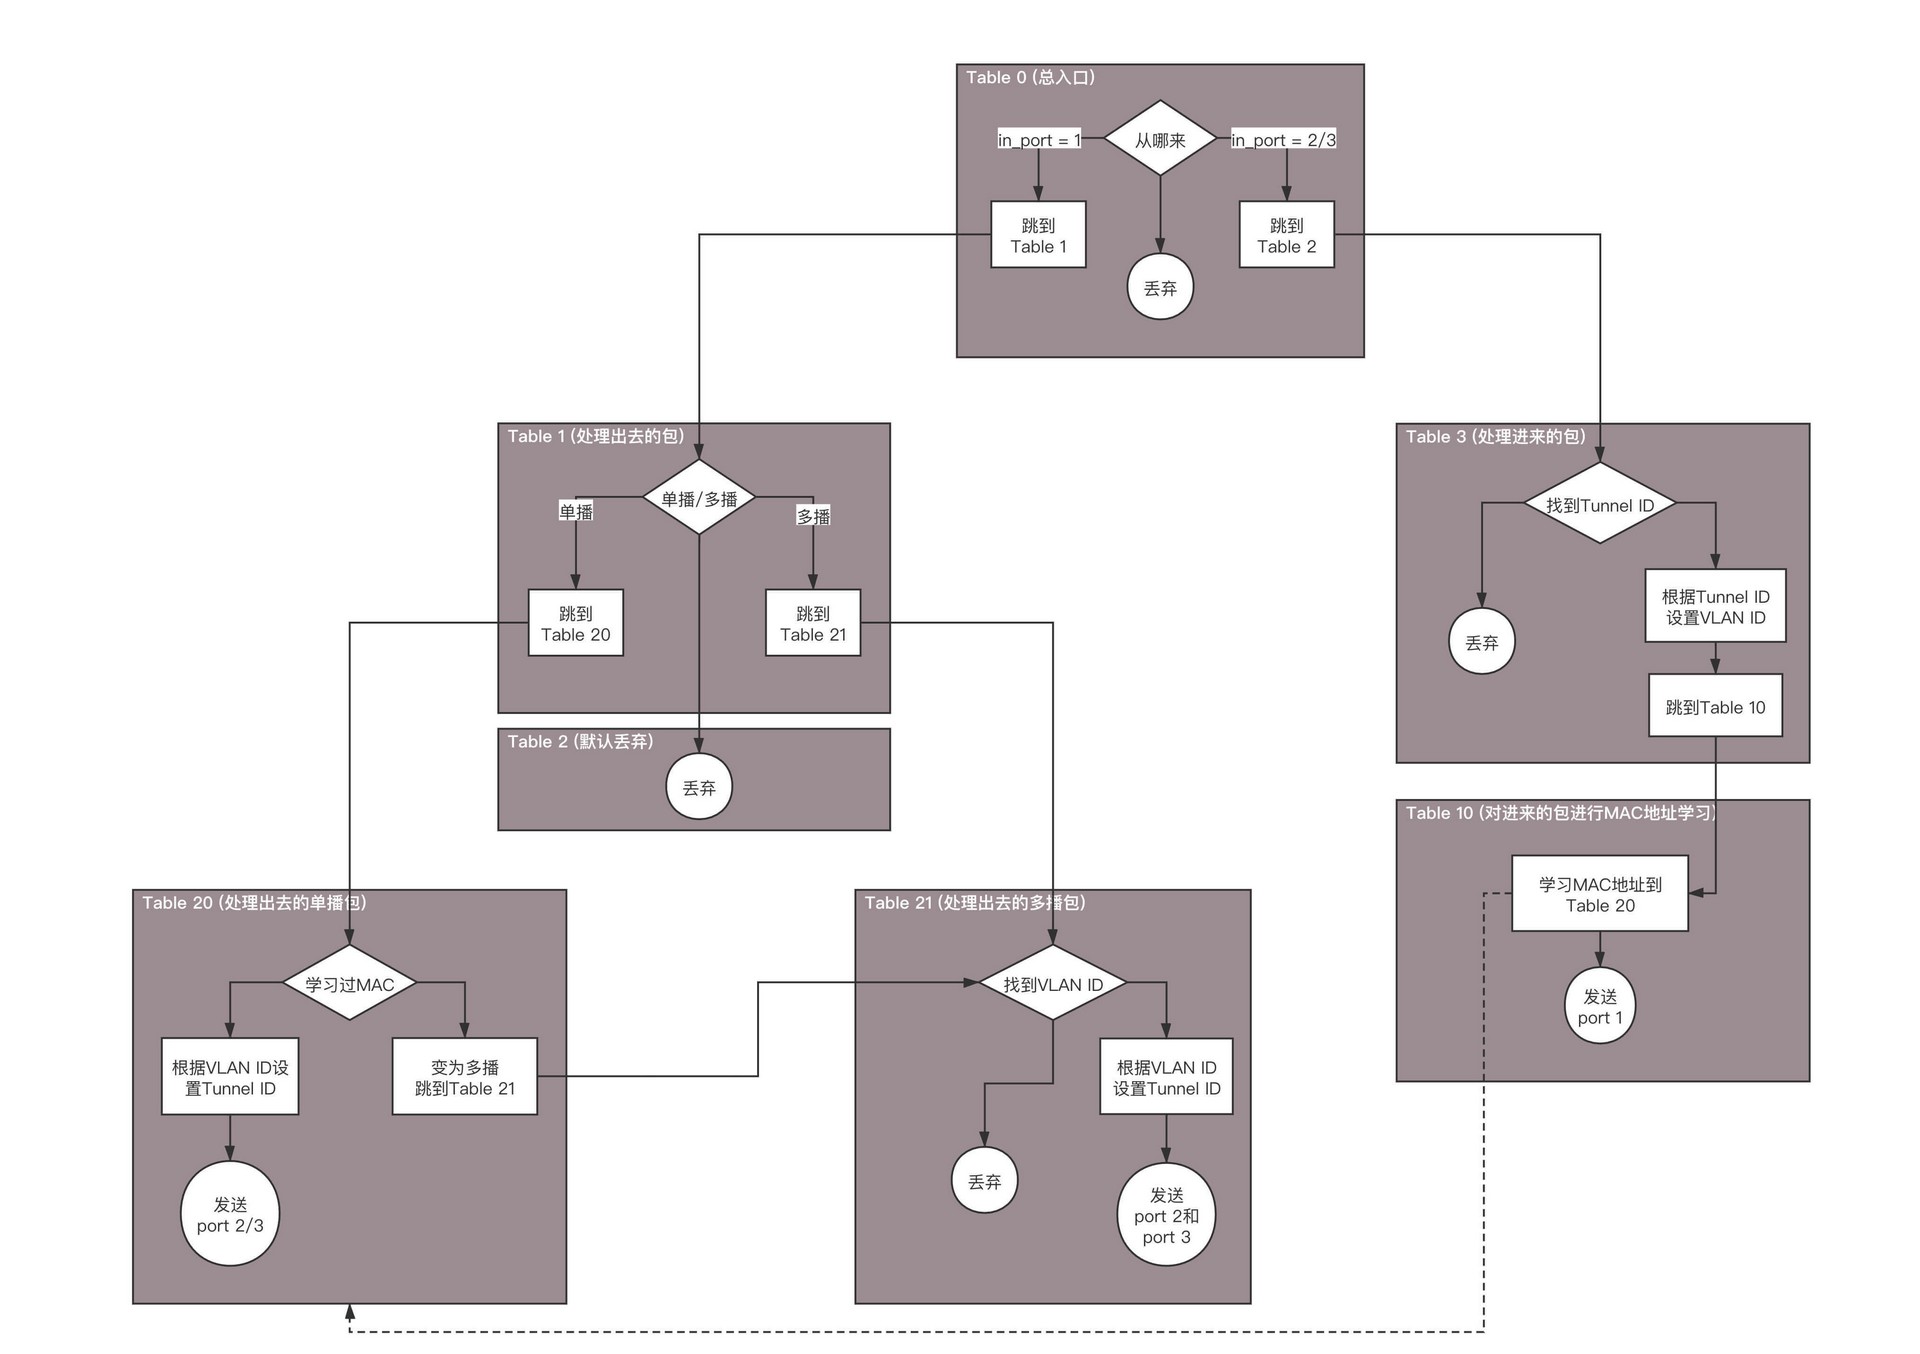 Table 0 (总入口)
从哪来
in_port = 1
in_port = 2/3
跳到
Table 1
跳到
Table 2
丢弃
Table 1 (处理出去的包)
单播/多播
单播
多播
跳到
Table 20
跳到
Table 21
Table 2 (默认丢弃)
丢弃
Table 3 (处理进来的包)
找到Tunnel ID
根据Tunnel ID
设置VLAN ID
丢弃
跳到Table 10
Table 10 (对进来的包进行MAC地址学习)
学习MAC地址到
Table 20
发送
port 1
Table 20 (处理出去的单播包)
学习过MAC
根据VLAN ID设
置Tunnel ID
变为多播
跳到Table 21
发送
port 2/3
Table 21 (处理出去的多播包)
找到VLAN ID
根据VLAN ID
设置Tunnel ID
丢弃
发送
port 2和
port 3